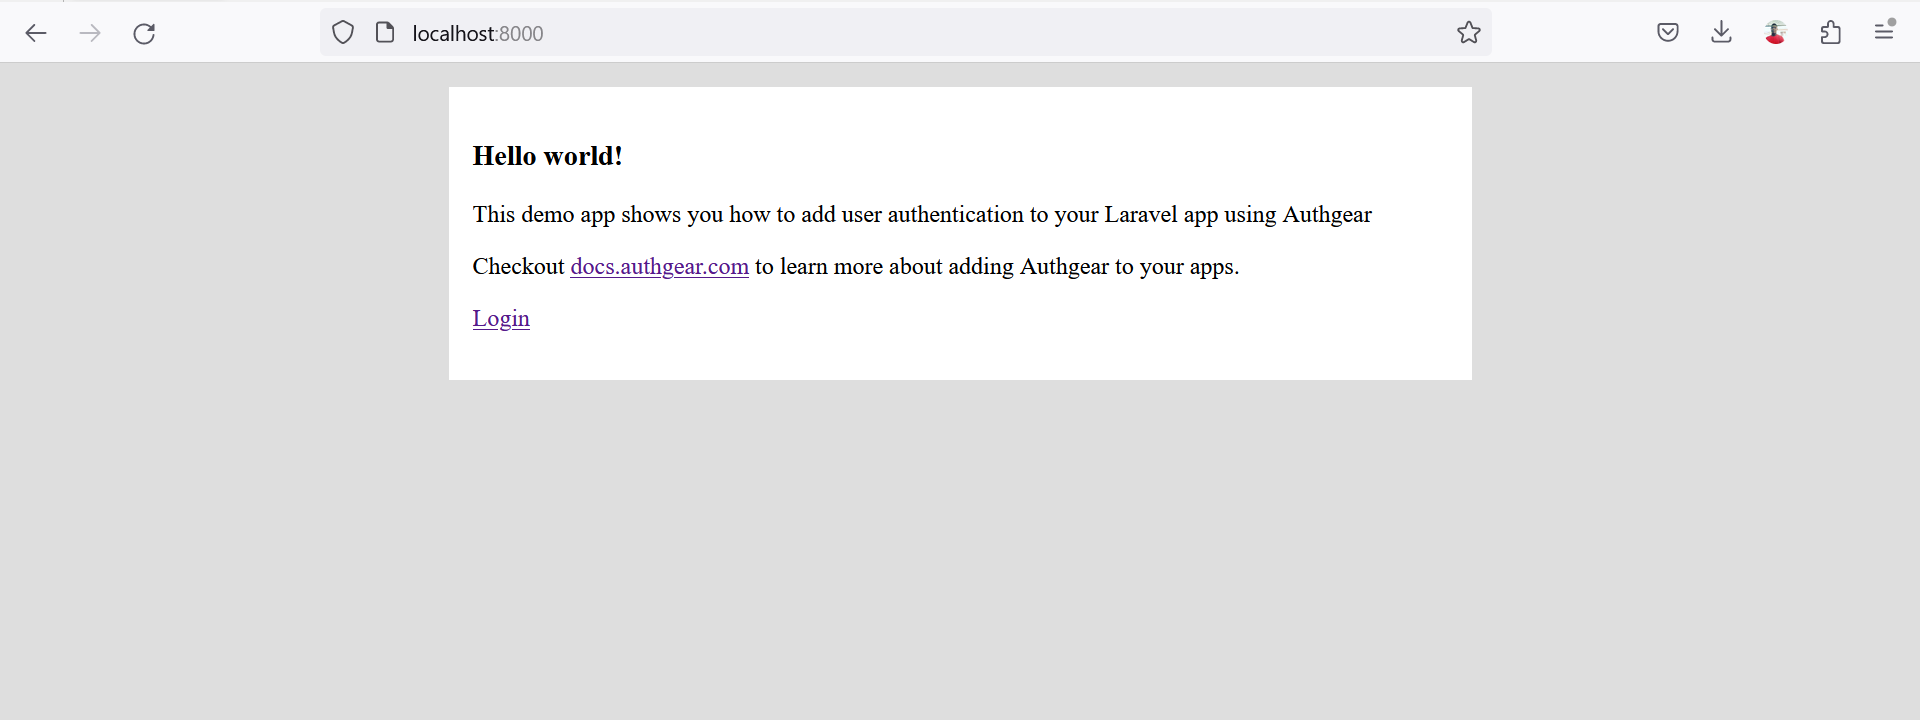 localhost:8000
Hello world!
This demo app shows you how to add user authentication to your Laravel app using Authgear
Checkout docs.authgear.com to learn more about adding Authgear to your apps.
Login